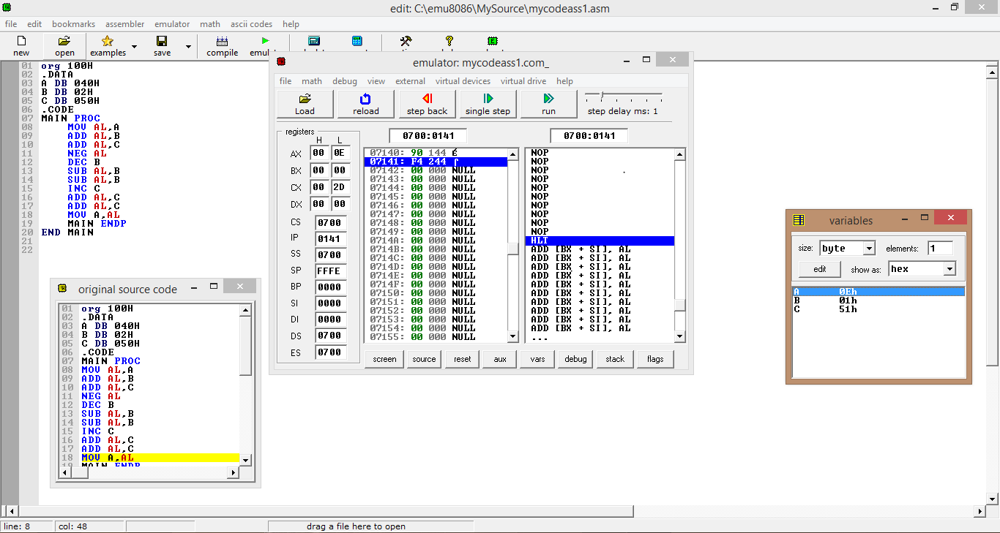 edit: C:\emu8086\MySource\mycodeass1.asm
file edit bookmarks assembler emulator math ascii codes help
new open examples save compile
01 org 100H
02 .DATA
03 A DB 040H
04 B DB 02H
05 C DB 050H
06 .CODE
07 MAIN PROC
08 MOV AL,A
09 ADD AL,B
10 ADD AL,C
11 NEG AL
12 DEC B
13 SUB AL,B
14 SUB AL,B
15 INC C
16 ADD AL,C
17 ADD AL,C
18 MOV A,AL
19 MAIN ENDP
20 END MAIN
21
22
original source code
01 org 100H
02 .DATA
03 A DB 040H
04 B DB 02H
05 C DB 050H
06 .CODE
07 MAIN PROC
08 MOV AL,A
09 ADD AL,B
10 ADD AL,C
11 NEG AL
12 DEC B
13 SUB AL,B
14 SUB AL,B
15 INC C
16 ADD AL,C
17 ADD AL,C
18 MOV A,AL
19 MAIN ENDP
emulator: mycodeass1.com_
file math debug view external virtual devices virtual drive help
Load reload step back single step run step delay ms: 1
registers
H L
AX 00 0E
BX 00 00
CX 00 2D
DX 00 00
CS 0700
IP 0141
SS 0700
SP FFFE
BP 0000
SI 0000
DI 0000
DS 0700
ES 0700
0700:0141
07140: 90 144 É
07141: F4 244 ⌠
07142: 00 000 NULL
07143: 00 000 NULL
07144: 00 000 NULL
07145: 00 000 NULL
07146: 00 000 NULL
07147: 00 000 NULL
07148: 00 000 NULL
07149: 00 000 NULL
0714A: 00 000 NULL
0714B: 00 000 NULL
0714C: 00 000 NULL
0714D: 00 000 NULL
0714E: 00 000 NULL
0714F: 00 000 NULL
07150: 00 000 NULL
07151: 00 000 NULL
07152: 00 000 NULL
07153: 00 000 NULL
07154: 00 000 NULL
07155: 00 000 NULL
0700:0141
NOP
NOP
NOP
NOP
NOP
NOP
NOP
NOP
NOP
NOP
HLT
ADD [BX + SI], AL
ADD [BX + SI], AL
ADD [BX + SI], AL
ADD [BX + SI], AL
ADD [BX + SI], AL
ADD [BX + SI], AL
ADD [BX + SI], AL
ADD [BX + SI], AL
ADD [BX + SI], AL
ADD [BX + SI], AL
...
screen source reset aux vars debug stack flags
variables
size: byte elements: 1
edit show as: hex
A 0Eh
B 01h
C 51h
line: 8 col: 48 drag a file here to open